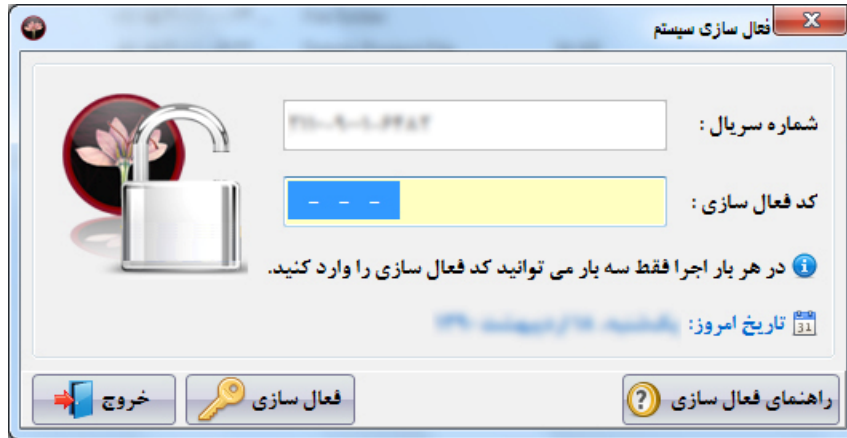 فعال سازی سیستم
شماره سریال :
کد فعال سازی :
- - -
در هر بار اجرا فقط سه بار می توانید کد فعال سازی را وارد کنید.
31 تاریخ امروز:
راهنمای فعال سازی
فعال سازی
خروج